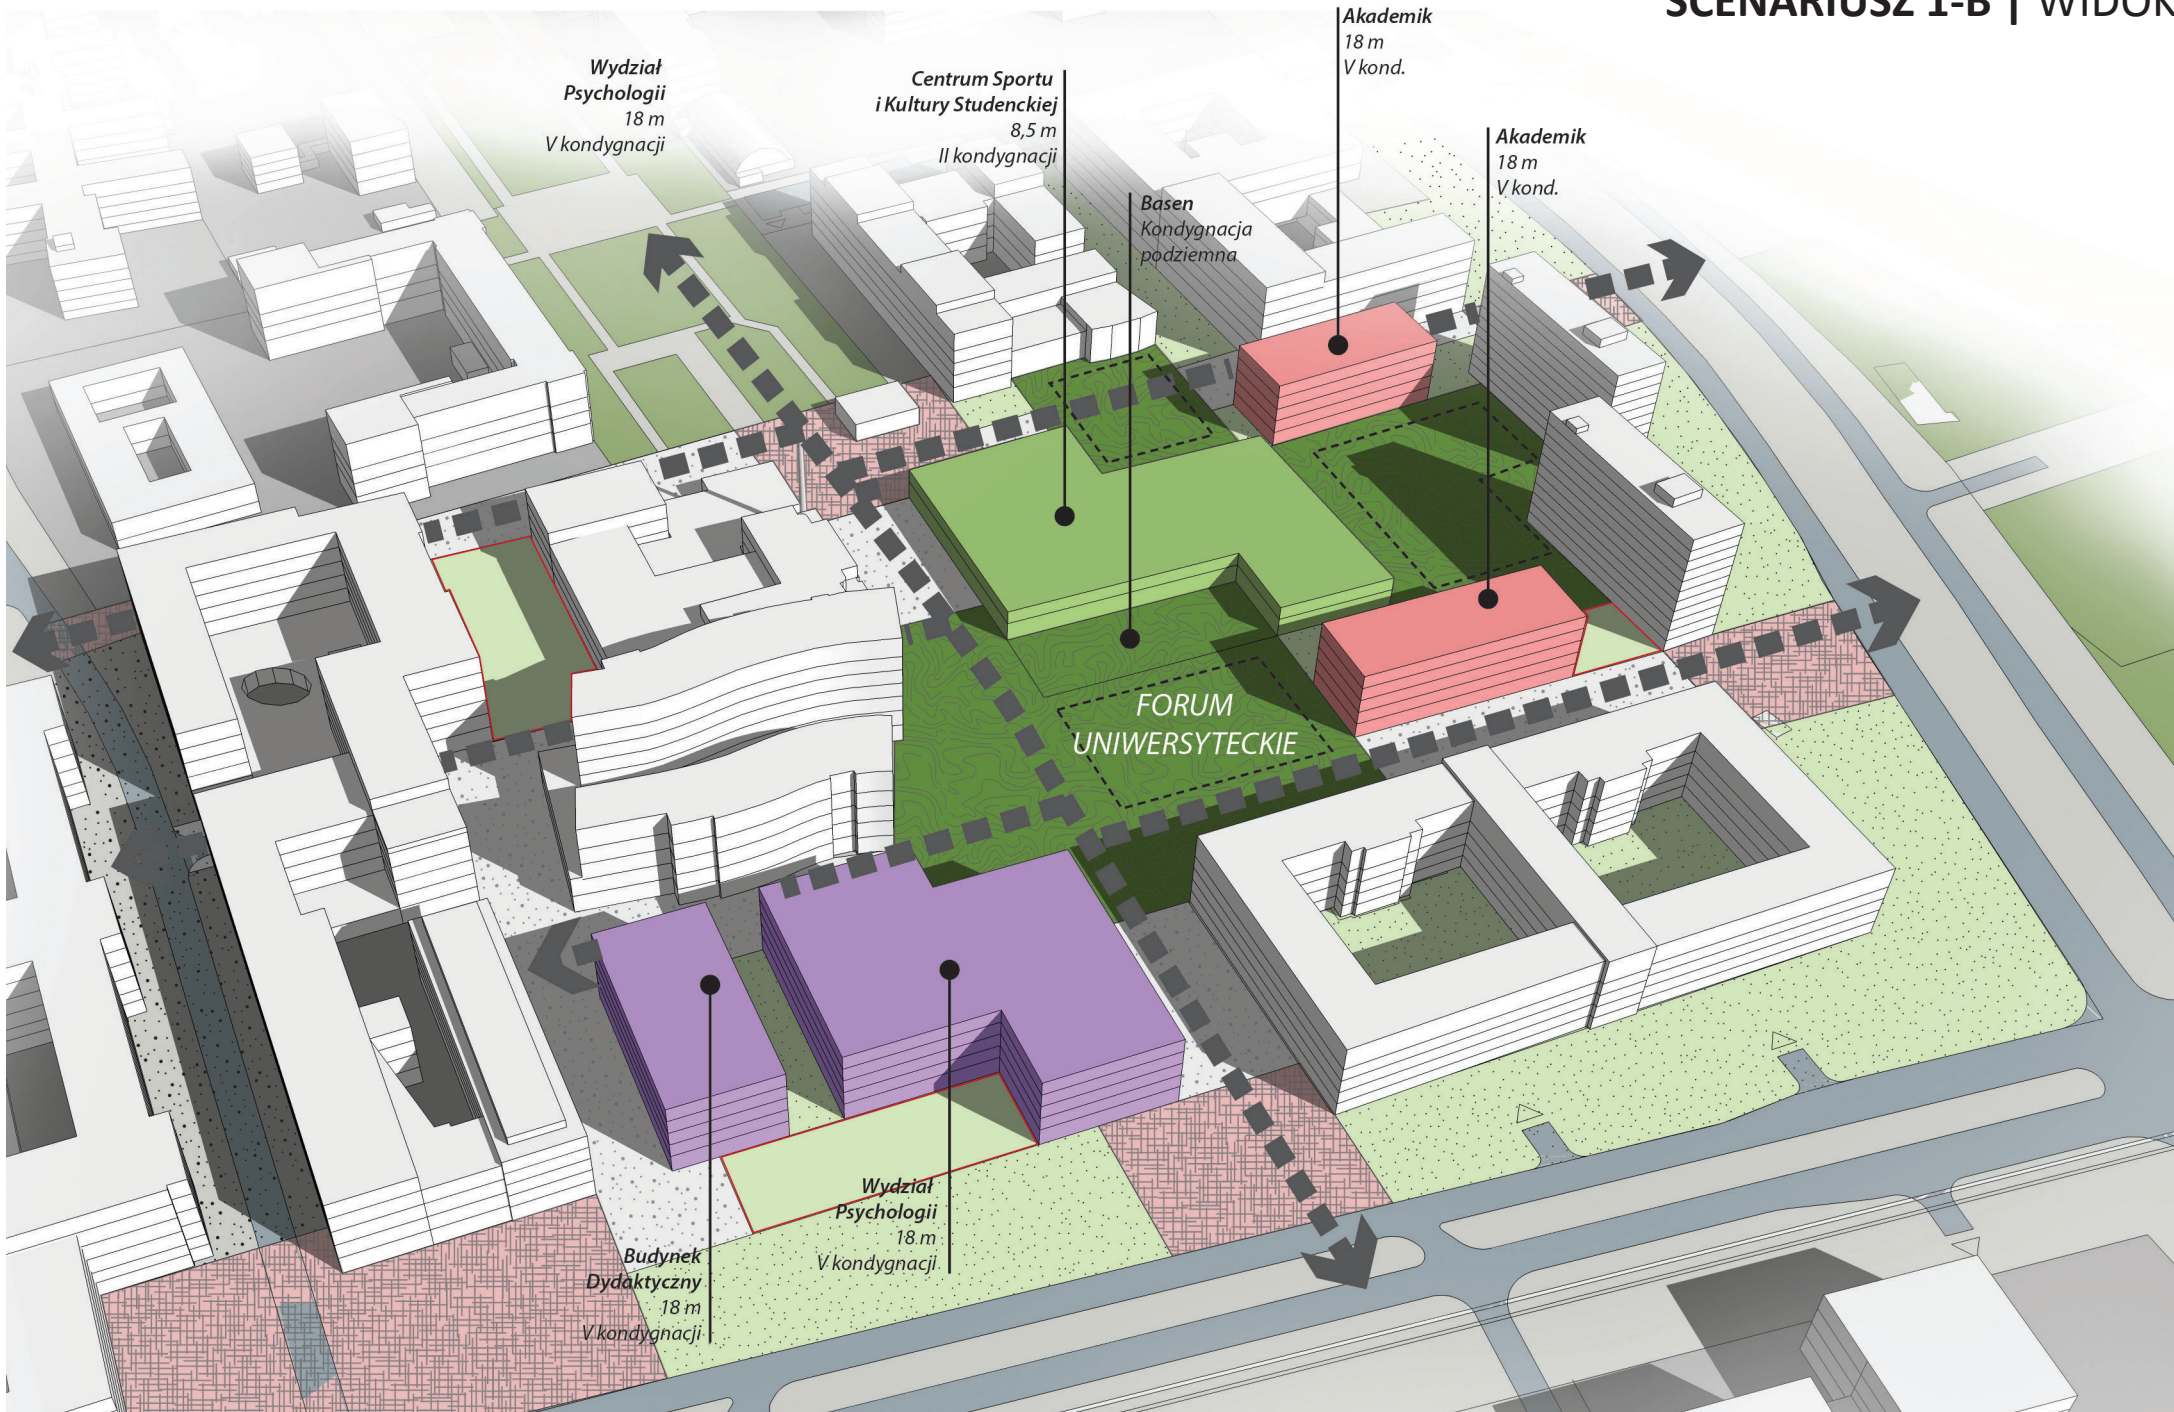 SCENARIUSZ 1-B | WIDOK
Akademik
18 m
V kond.
Wydział
Psychologii
18 m
V kondygnacji
Centrum Sportu
i Kultury Studenckiej
8,5 m
II kondygnacji
Akademik
18 m
V kond.
Basen
Kondygnacja
podziemna
FORUM
UNIWERSYTECKIE
Wydział
Psychologii
18 m
V kondygnacji
Budynek
Dydaktyczny
18 m
V kondygnacji